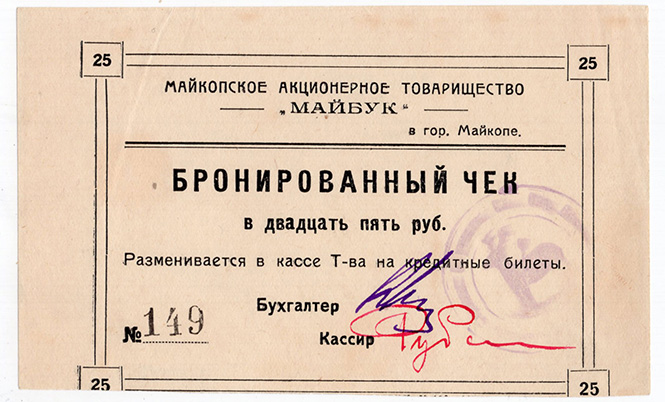 25 25
МАЙКОПСКОЕ АКЦИОНЕРНОЕ ТОВАРИЩЕСТВО
„МАЙБУК“
в гор. Майкопе.
БРОНИРОВАННЫЙ ЧЕК
в двадцать пять руб.
Разменивается в кассе Т-ва на кредитные билеты.
Бухгалтер
№ 149
Кассир
25 25